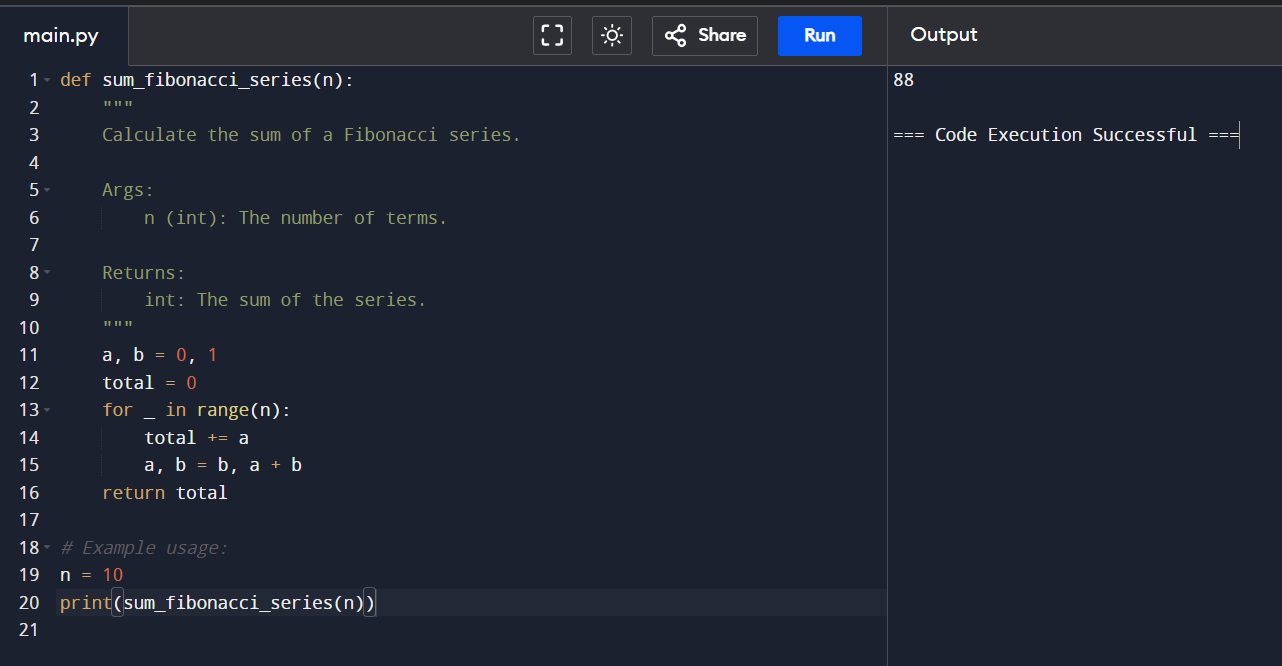 main.py
Share
Run
Output
1 def sum_fibonacci_series(n):
2     """
3     Calculate the sum of a Fibonacci series.
4
5     Args:
6         n (int): The number of terms.
7
8     Returns:
9         int: The sum of the series.
10     """
11     a, b = 0, 1
12     total = 0
13     for _ in range(n):
14         total += a
15         a, b = b, a + b
16     return total
17
18 # Example usage:
19 n = 10
20 print(sum_fibonacci_series(n))
21
88
=== Code Execution Successful ===